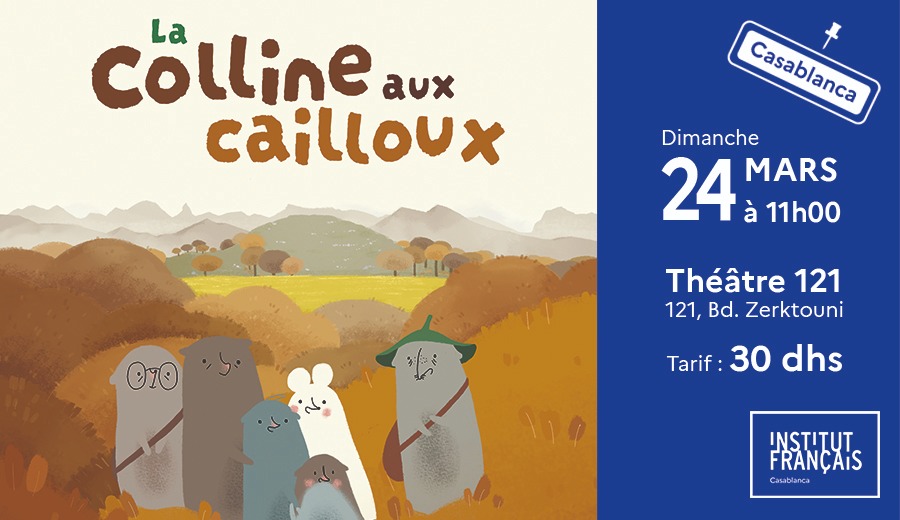 La
Colline aux
cailloux
Casablanca
Dimanche
24 MARS
à 11h00
Théâtre 121
121, Bd. Zerktouni
Tarif : 30 dhs
INSTITUT
FRANÇAIS
Casablanca